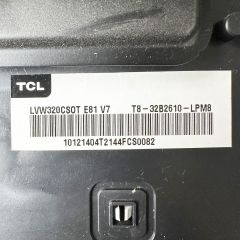 TCL
LVW320CSOT E81 V7 T8-32B2610-LPM8
10121404T2144FCS0082